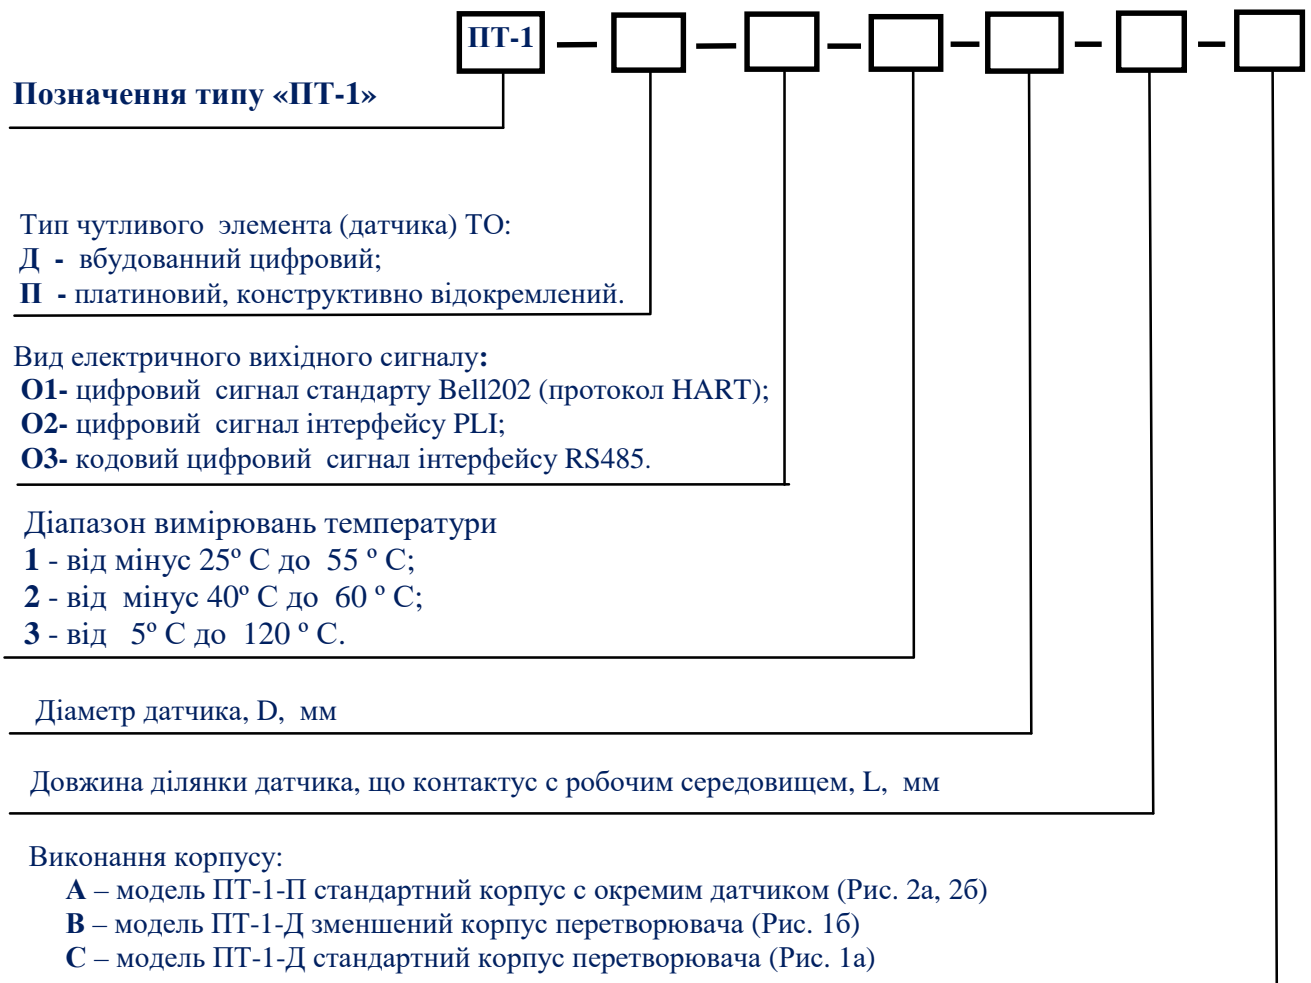 ПТ-1
Позначення типу «ПТ-1»
Тип чутливого элемента (датчика) ТО:
Д - вбудованний цифровий;
П - платиновий, конструктивно відокремлений.
Вид електричного вихідного сигналу:
О1- цифровий сигнал стандарту Bell202 (протокол HART);
О2- цифровий сигнал інтерфейсу PLI;
О3- кодовий цифровий сигнал інтерфейсу RS485.
Діапазон вимірювань температури
1 - від мінус 25º С до 55 º С;
2 - від мінус 40º С до 60 º С;
3 - від 5º С до 120 º С.
Діаметр датчика, D, мм
Довжина ділянки датчика, що контактує с робочим середовищем, L, мм
Виконання корпусу:
А – модель ПТ-1-П стандартний корпус с окремим датчиком (Рис. 2а, 2б)
В – модель ПТ-1-Д зменшений корпус перетворювача (Рис. 1б)
С – модель ПТ-1-Д стандартний корпус перетворювача (Рис. 1а)